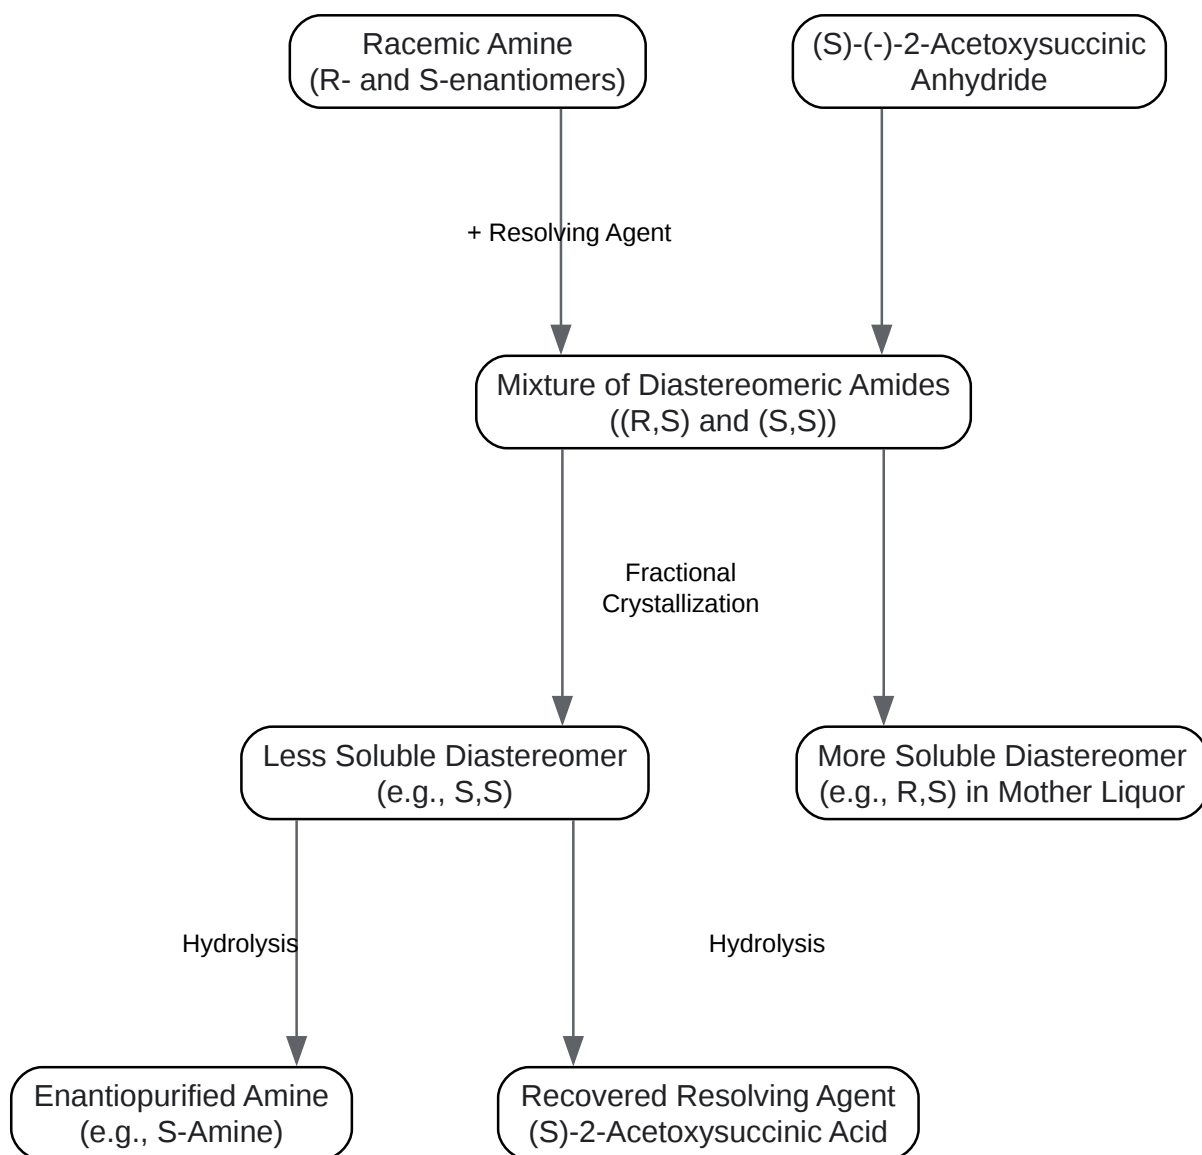 Racemic Amine
(R- and S-enantiomers)
(S)-(-)-2-Acetoxysuccinic
Anhydride
+ Resolving Agent
Mixture of Diastereomeric Amides
((R,S) and (S,S))
Fractional
Crystallization
Less Soluble Diastereomer
(e.g., S,S)
More Soluble Diastereomer
(e.g., R,S) in Mother Liquor
Hydrolysis
Hydrolysis
Enantiopurified Amine
(e.g., S-Amine)
Recovered Resolving Agent
(S)-2-Acetoxysuccinic Acid